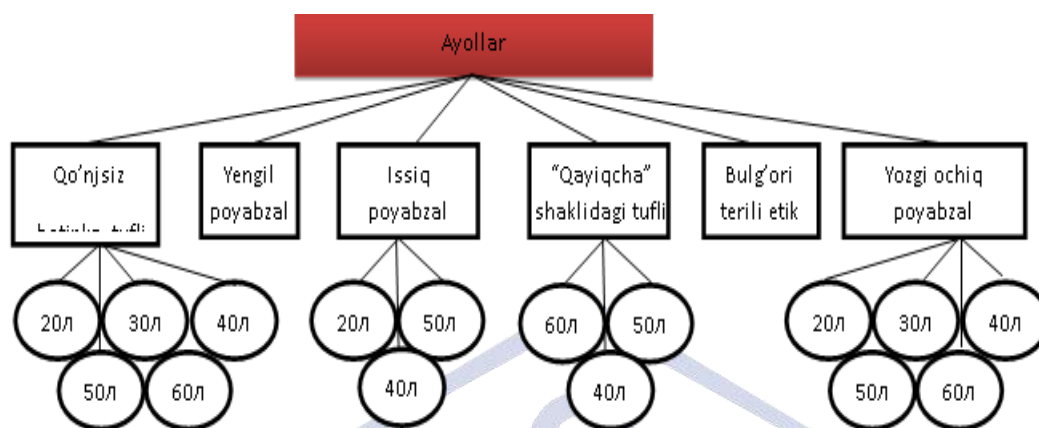 Ayollar
Qo'njsiz
tufli
Yengil
poyabzal
Issiq
poyabzal
"Qayiqcha"
shaklidagi tufli
Bulg'ori
terili etik
Yozgi ochiq
poyabzal
20л
30л
40л
50л
60л
20л
50л
40л
60л
50л
40л
20л
30л
40л
50л
60л